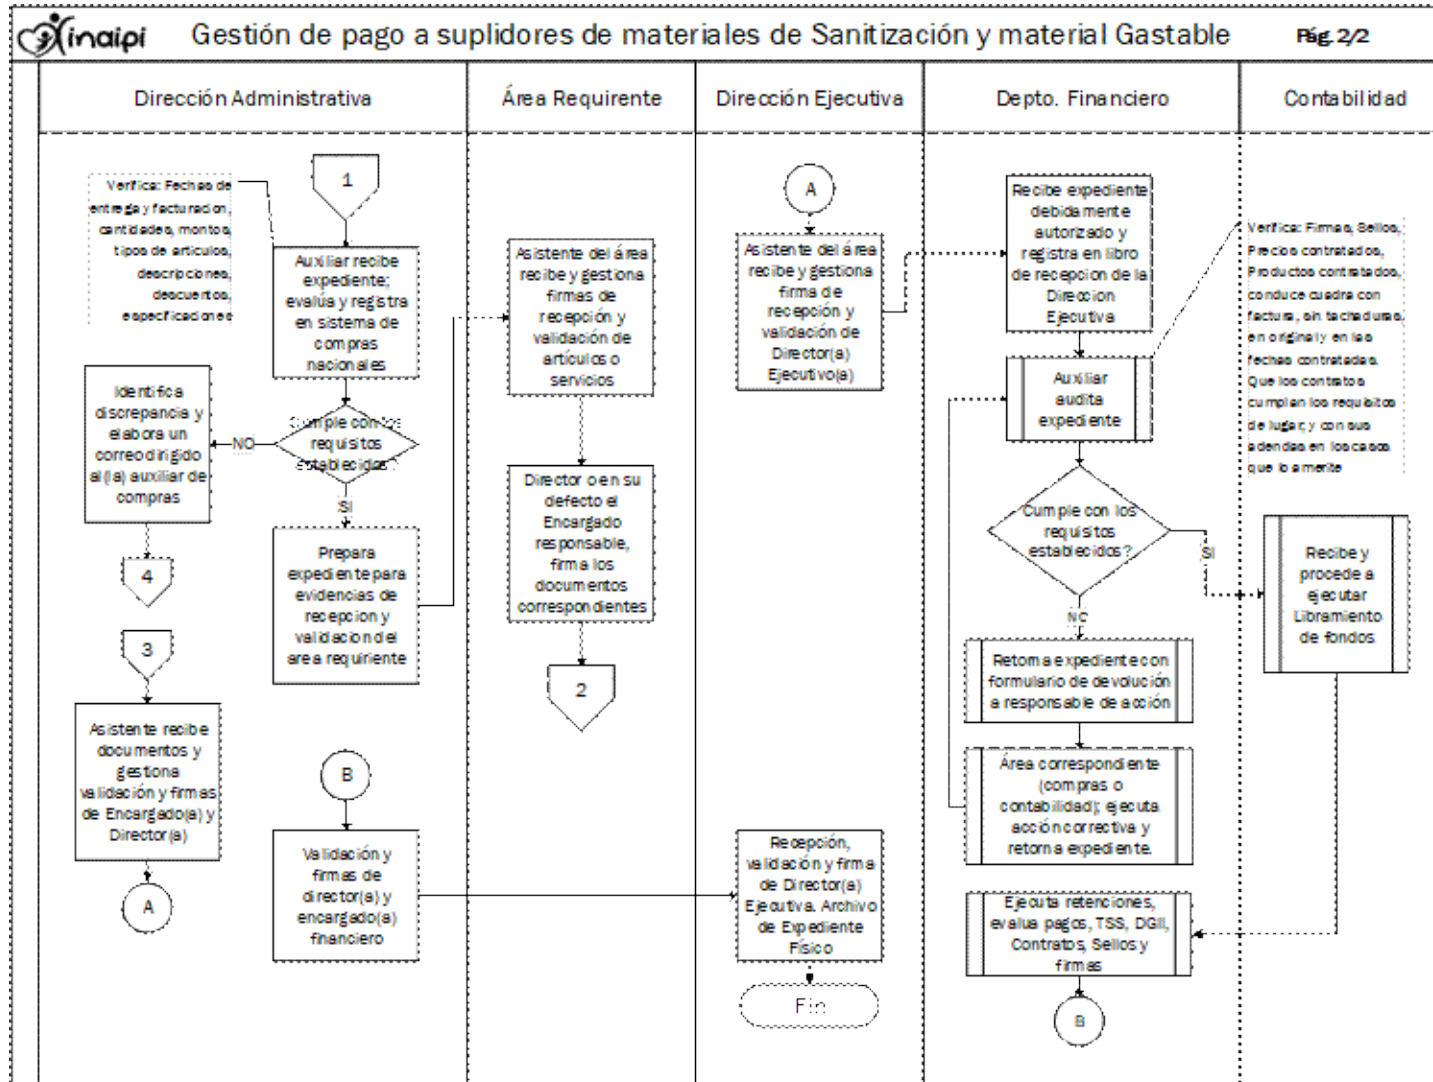 inaipi
Gestión de pago a suplidores de materiales de Sanitización y material Gastable
Pág. 2/2
Dirección Administrativa
Área Requirente
Dirección Ejecutiva
Depto. Financiero
Contabilidad
Verifica: Fechas de
entrega y facturacion,
cantidades, montos,
tipos de articulos,
descripciones,
descuentos,
especificaciones
1
Auxiliar recibe
expediente;
evalúa y registra
en sistema de
compras
nacionales
Cumple con los
requisitos
establecidos?
NO
SI
Identifica
discrepancia y
elabora un
correo dirigido
al(la) auxiliar de
compras
4
Prepara
expediente para
evidencias de
recepcion y
validacion del
area requiriente
3
Asistente recibe
documentos y
gestiona
validación y firmas
de Encargado(a) y
Director(a)
A
B
Validación y
firmas de
director(a) y
encargado(a)
financiero
Asistente del área
recibe y gestiona
firmas de
recepción y
validación de
artículos o
servicios
Director o en su
defecto el
Encargado
responsable,
firma los
documentos
correspondientes
2
A
Asistente del área
recibe y gestiona
firma de
recepción y
validación de
Director(a)
Ejecutivo(a)
Recepción,
validación y firma
de Director(a)
Ejecutiva. Archivo
de Expediente
Físico
Fin
Recibe expediente
debidamente
autorizado y
registra en libro
de recepcion de la
Direccion
Ejecutiva
Auxiliar
audita
expediente
Cumple con los
requisitos
establecidos?
SI
NO
Retorna expediente con
formulario de devolución
a responsable de acción
Área correspondiente
(compras o
contabilidad); ejecuta
acción correctiva y
retorna expediente.
Ejecuta retenciones,
evalua pagos, TSS, DGII,
Contratos, Sellos y
firmas
B
Verifica: Firmas, Sellos,
Precios contratados,
Productos contratados,
conduce cuadra con
factura, sin tachaduras,
en original y en las
fechas contratadas.
Que los contratos
cumplan los requisitos
de lugar, y con sus
adendas en los casos
que lo amerite
Recibe y
procede a
ejecutar
Libramiento
de fondos